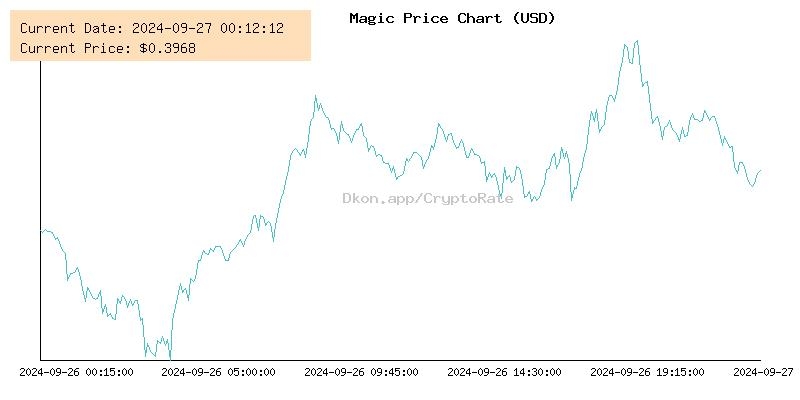 Magic Price Chart (USD)
Current Date: 2024-09-27 00:12:12
Current Price: $0.3968
Dkon.app/CryptoRate
2024-09-26 00:15:00 2024-09-26 05:00:00 2024-09-26 09:45:00 2024-09-26 14:30:00 2024-09-26 19:15:00 2024-09-27